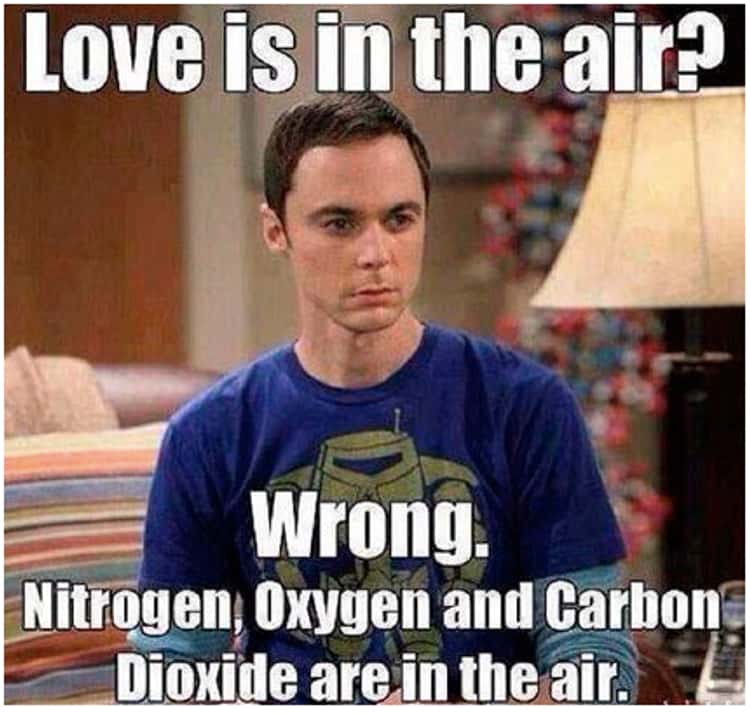 Love is in the air?
Wrong.
Nitrogen, Oxygen and Carbon
Dioxide are in the air.